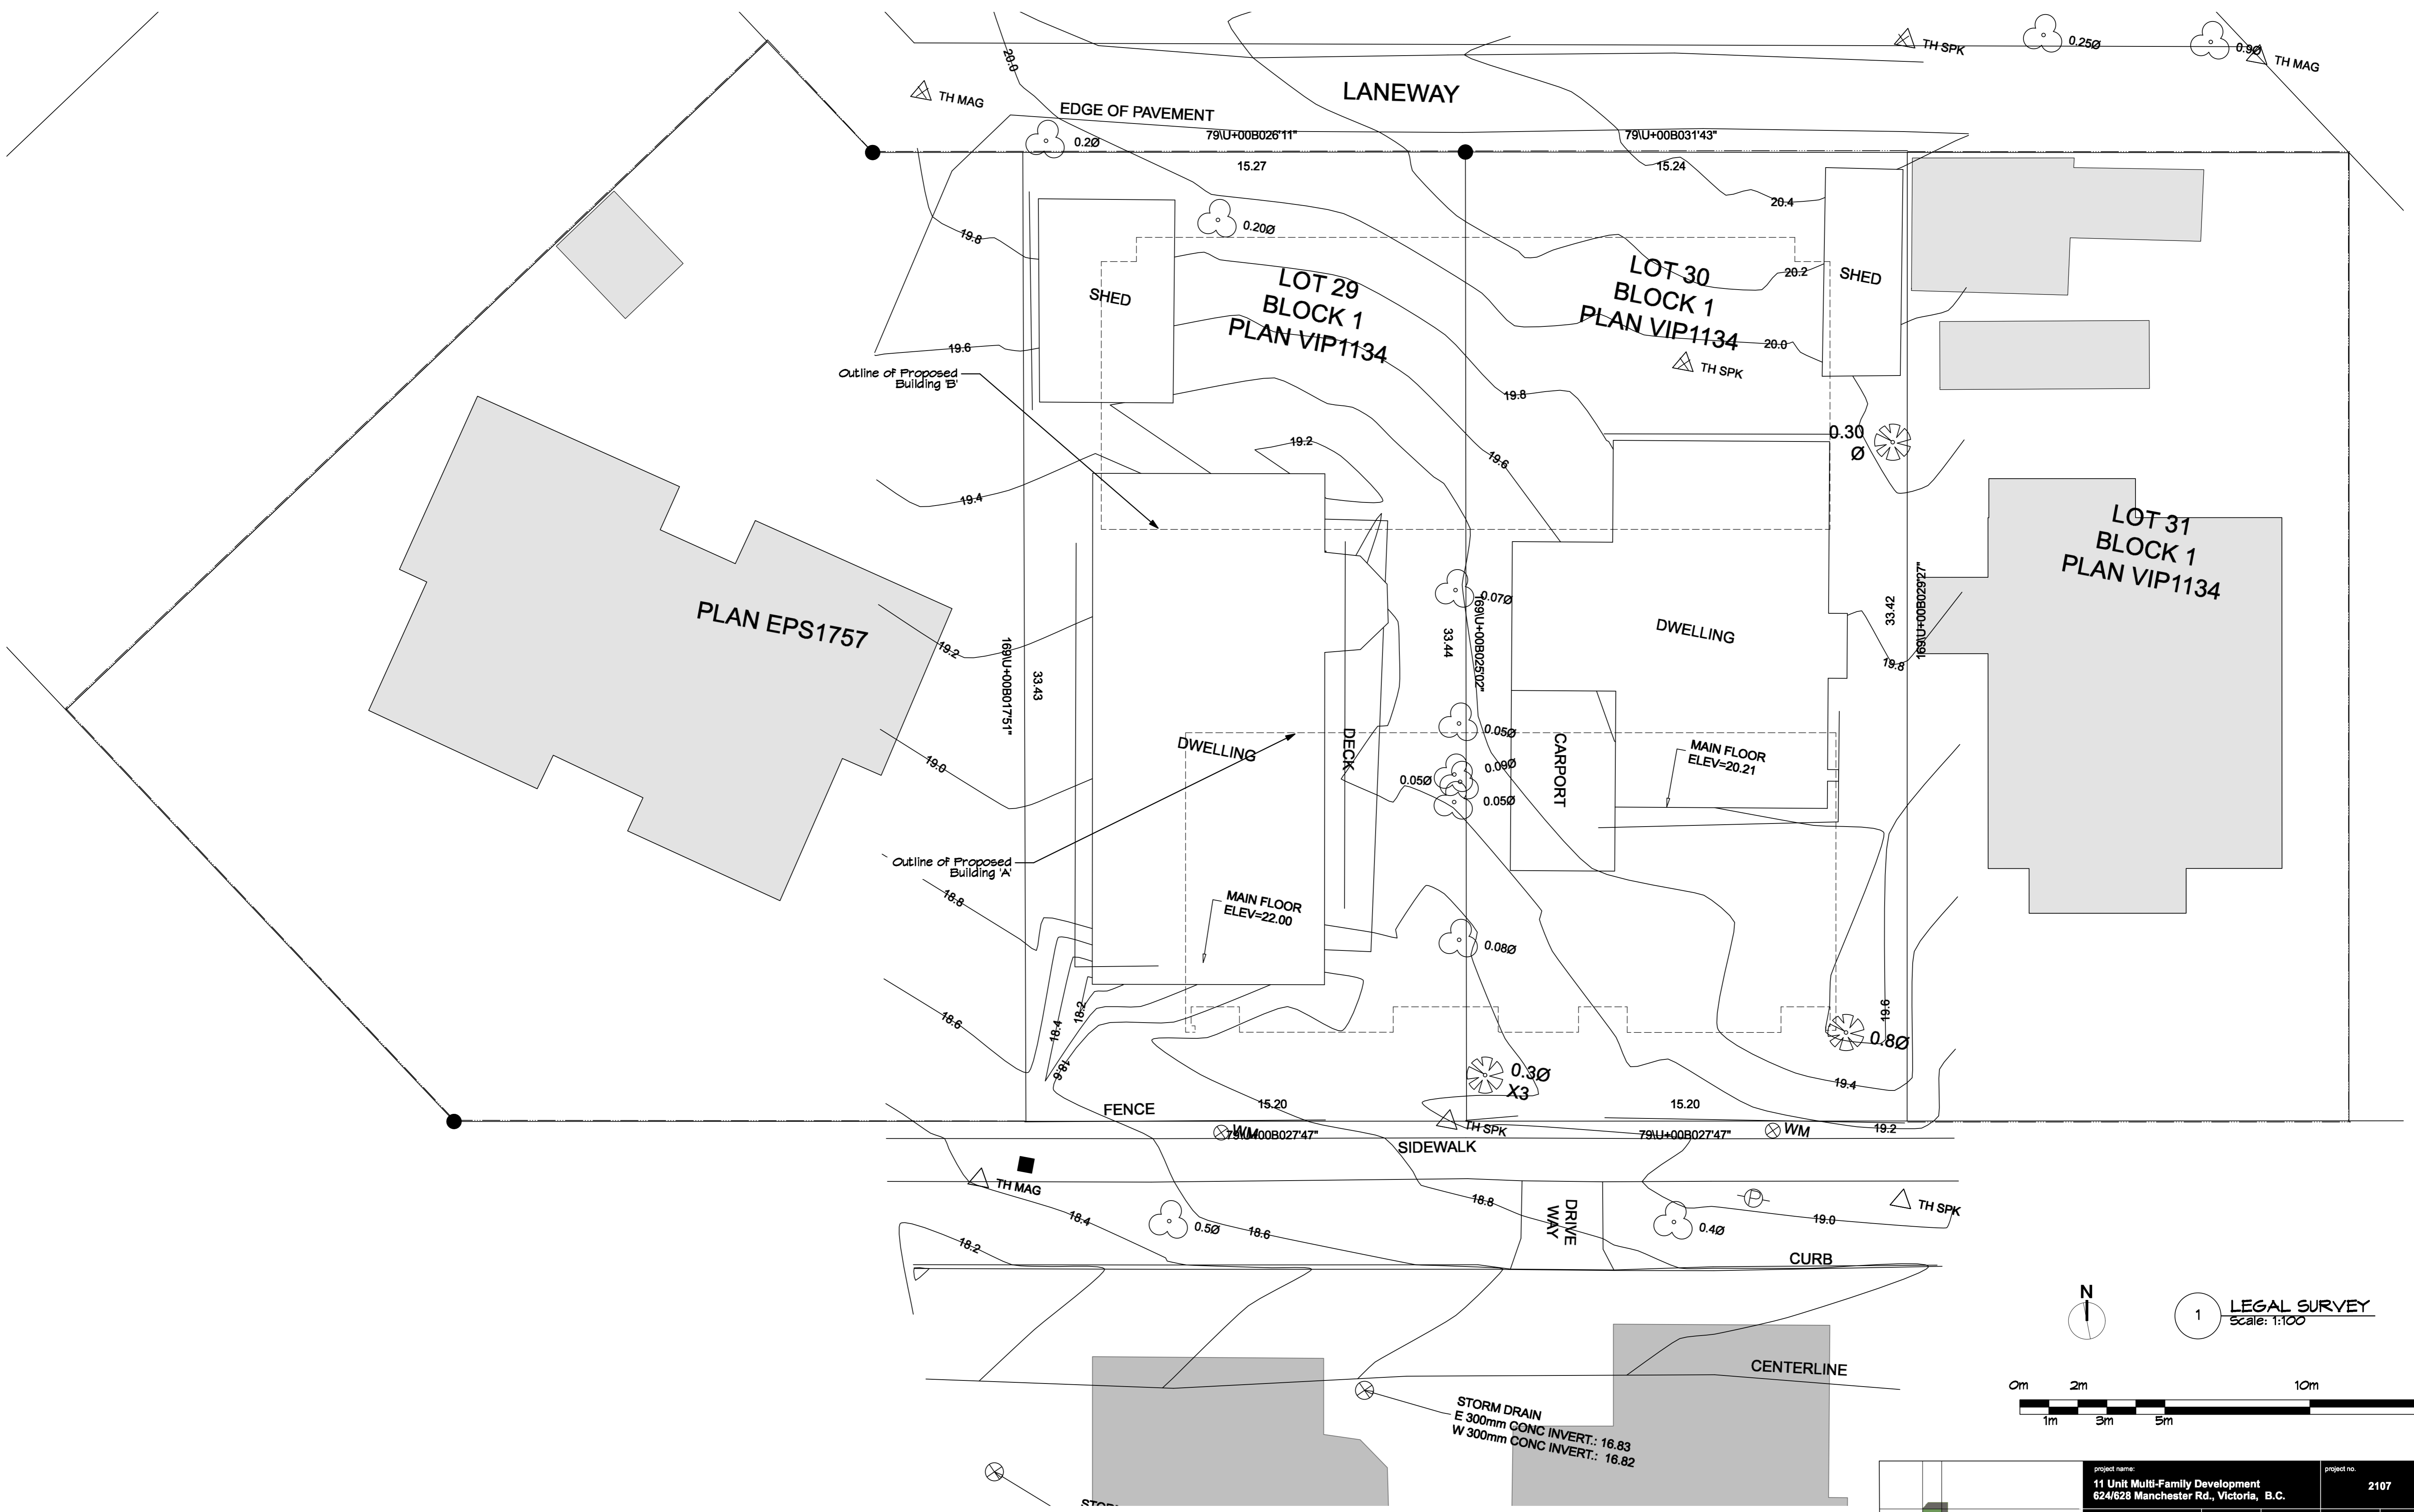 TH SPK
0.25Ø
0.9Ø
TH MAG
20.0
TH MAG
LANEWAY
EDGE OF PAVEMENT
79\U+00B026'11"
79\U+00B031'43"
0.2Ø
15.27
15.24
20.4
0.20Ø
19.8
LOT 29
BLOCK 1
PLAN VIP1134
LOT 30
BLOCK 1
PLAN VIP1134
20.2
SHED
SHED
19.6
20.0
TH SPK
Outline of Proposed
Building 'B'
19.8
0.30
Ø
19.2
19.6
19.4
LOT 31
BLOCK 1
PLAN VIP1134
PLAN EPS1757
0.07Ø
169\U+00B025'02"
33.44
33.42
169\U+00B029'27"
DWELLING
19.2
169\U+00B017'51"
33.43
19.8
0.05Ø
DWELLING
DECK
CARPORT
MAIN FLOOR
ELEV=20.21
19.0
0.09Ø
0.05Ø
0.05Ø
Outline of Proposed
Building 'A'
18.8
MAIN FLOOR
ELEV=22.00
0.08Ø
18.6
18.4
18.2
18.6
19.6
0.8Ø
0.3Ø
X3
19.4
FENCE
15.20
15.20
WM
79\U+00B027'47"
TH SPK
79\U+00B027'47"
WM
19.2
SIDEWALK
TH MAG
18.4
18.2
0.5Ø
18.6
18.8
DRIVE
WAY
P
0.4Ø
19.0
TH SPK
CURB
N
1
LEGAL SURVEY
Scale: 1:100
CENTERLINE
0m
2m
10m
1m
3m
5m
STORM DRAIN
E 300mm CONC INVERT.: 16.83
W 300mm CONC INVERT.: 16.82
project name:
11 Unit Multi-Family Development
624/628 Manchester Rd., Victoria, B.C.
project no.
2107